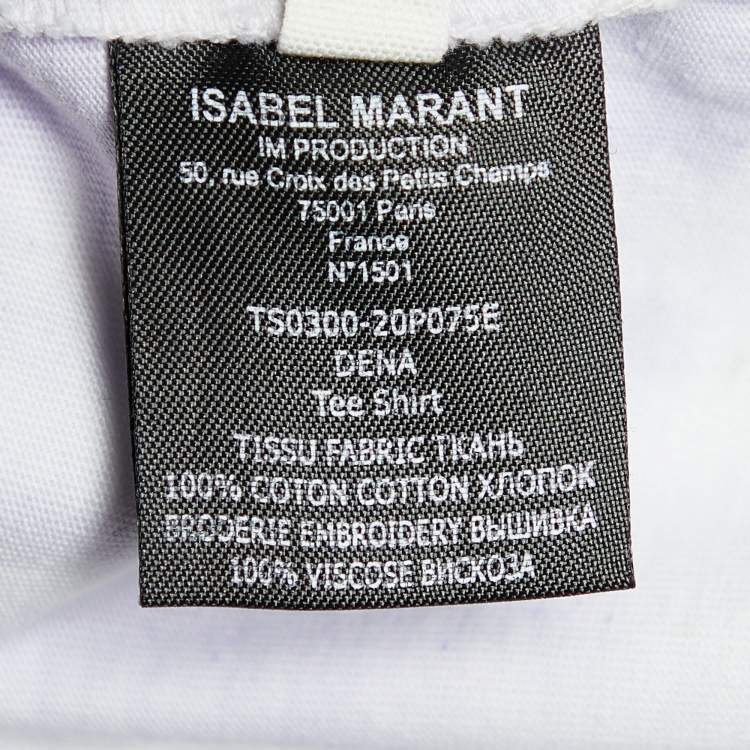 ISABEL MARANT
IM PRODUCTION
50, rue Croix des Petits Champs
75001 Paris
France
N°1501
TS0300-20P075E
DENA
Tee Shirt
TISSU FABRIC ТКАНЬ
100% COTON COTTON ХЛОПОК
BRODERIE EMBROIDERY ВЫШИВКА
100% VISCOSE ВИСКОЗА